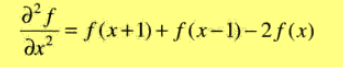 ∂²f/∂x² = f(x+1)+f(x−1)−2f(x)